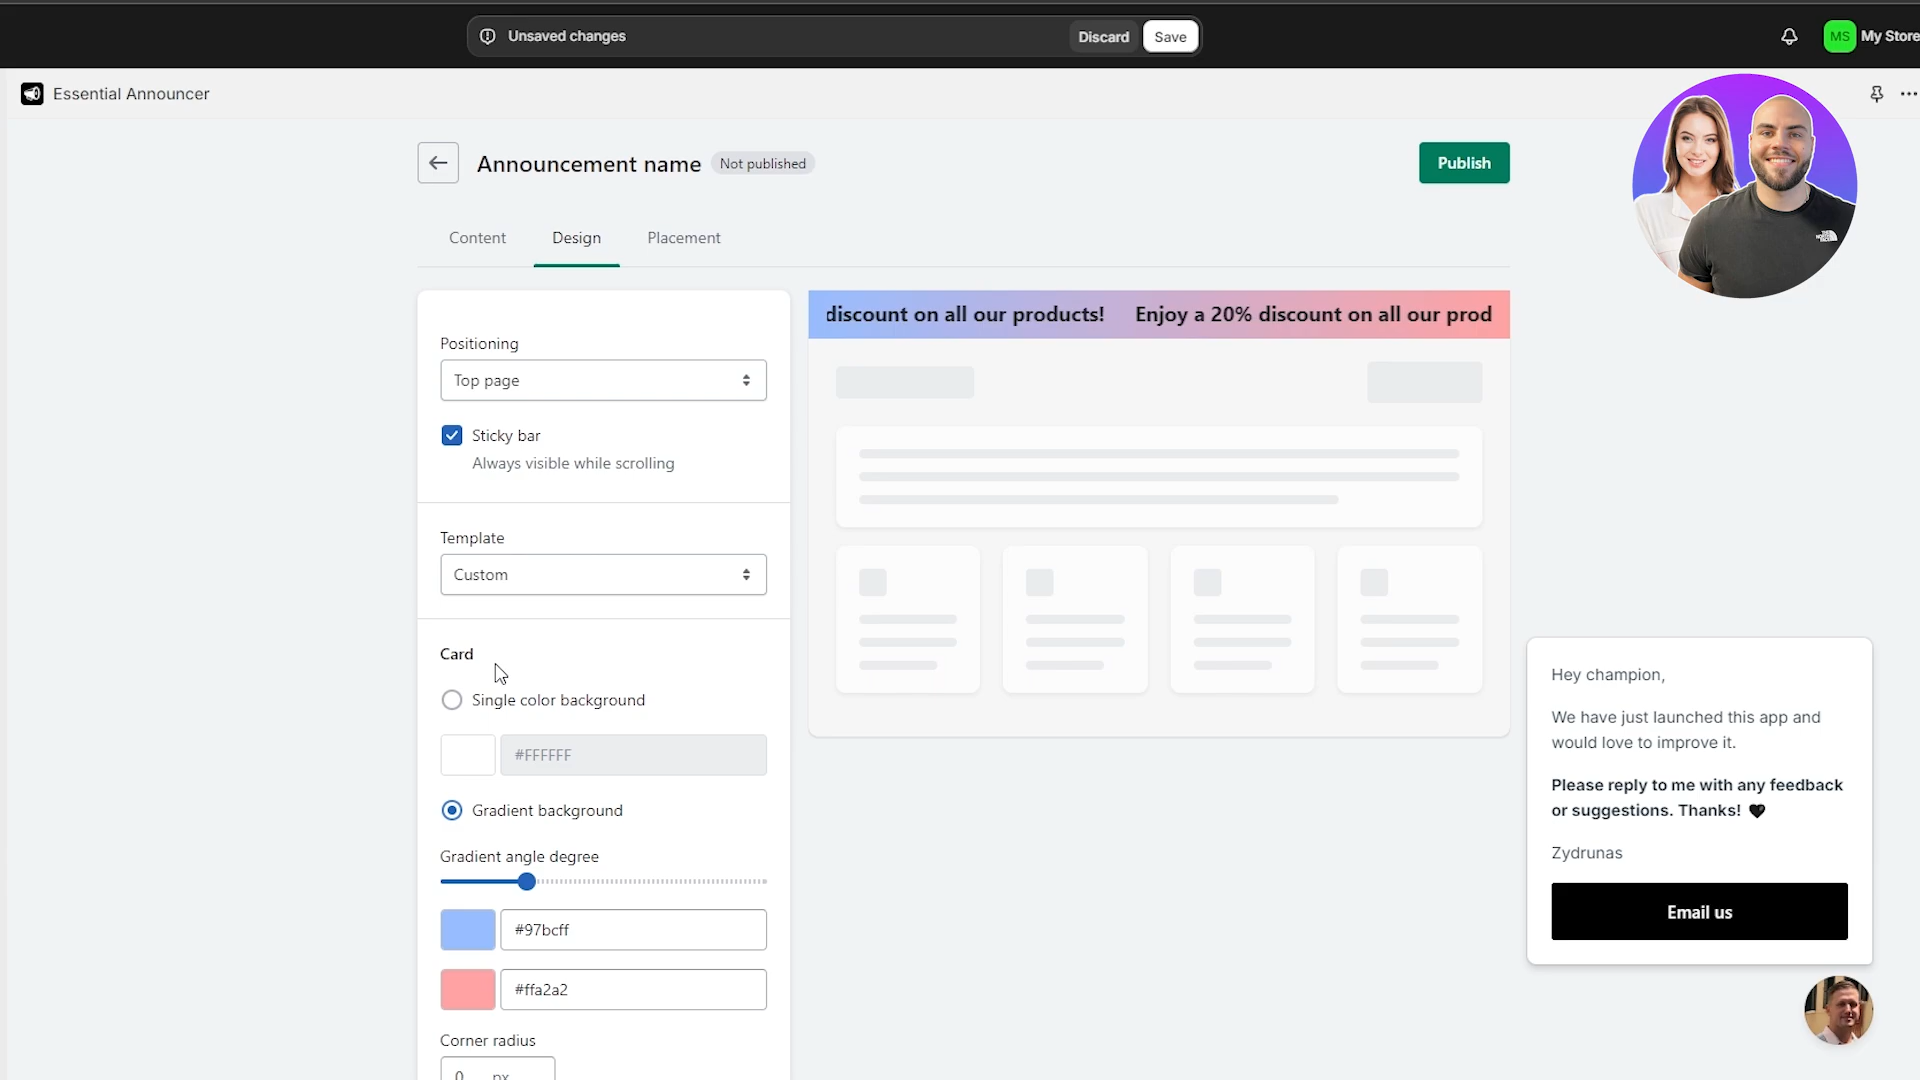 Unsaved changes
Discard
Save
MS
My Store
Essential Announcer
Announcement name
Not published
Publish
Content
Design
Placement
Positioning
Top page
Sticky bar
Always visible while scrolling
Template
Custom
Card
Single color background
#FFFFFF
Gradient background
Gradient angle degree
#97bcff
#ffa2a2
Corner radius
0 px
discount on all our products! Enjoy a 20% discount on all our prod
Hey champion,
We have just launched this app and
would love to improve it.
Please reply to me with any feedback
or suggestions. Thanks! 🖤
Zydrunas
Email us